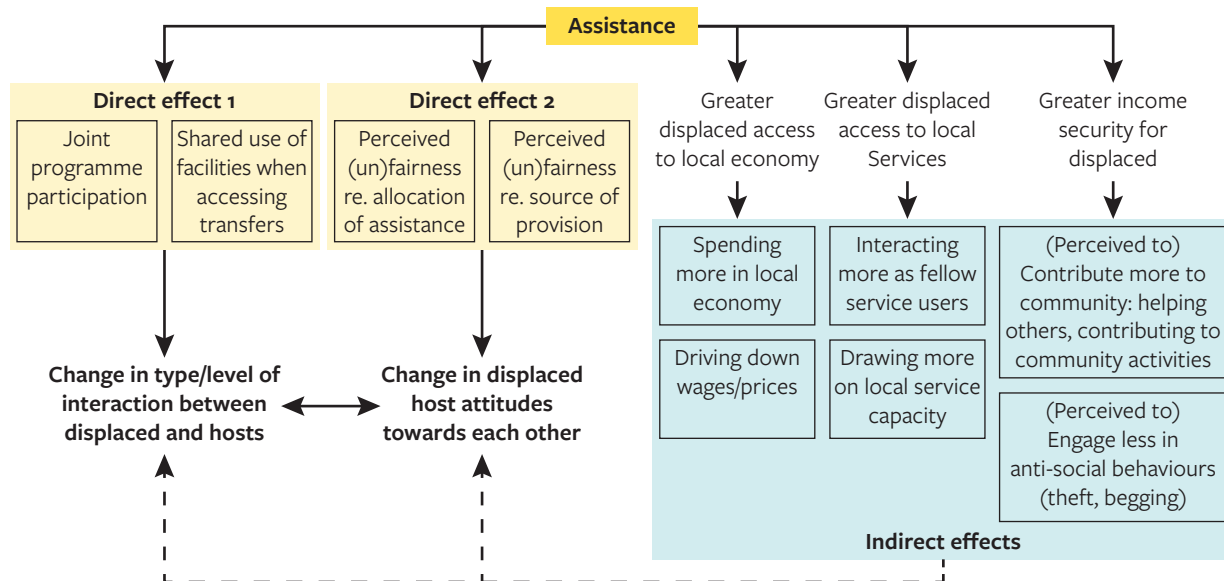 Assistance
Direct effect 1
Joint
programme
participation
Shared use of
facilities when
accessing
transfers
Direct effect 2
Perceived
(un)fairness
re. allocation
of assistance
Perceived
(un)fairness
re. source of
provision
Greater
displaced access
to local economy
Greater displaced
access to local
Services
Greater income
security for
displaced
Spending
more in local
economy
Interacting
more as fellow
service users
(Perceived to)
Contribute more to
community: helping
others, contributing to
community activities
Driving down
wages/prices
Drawing more
on local service
capacity
(Perceived to)
Engage less in
anti-social behaviours
(theft, begging)
Indirect effects
Change in type/level of
interaction between
displaced and hosts
Change in displaced
host attitudes
towards each other